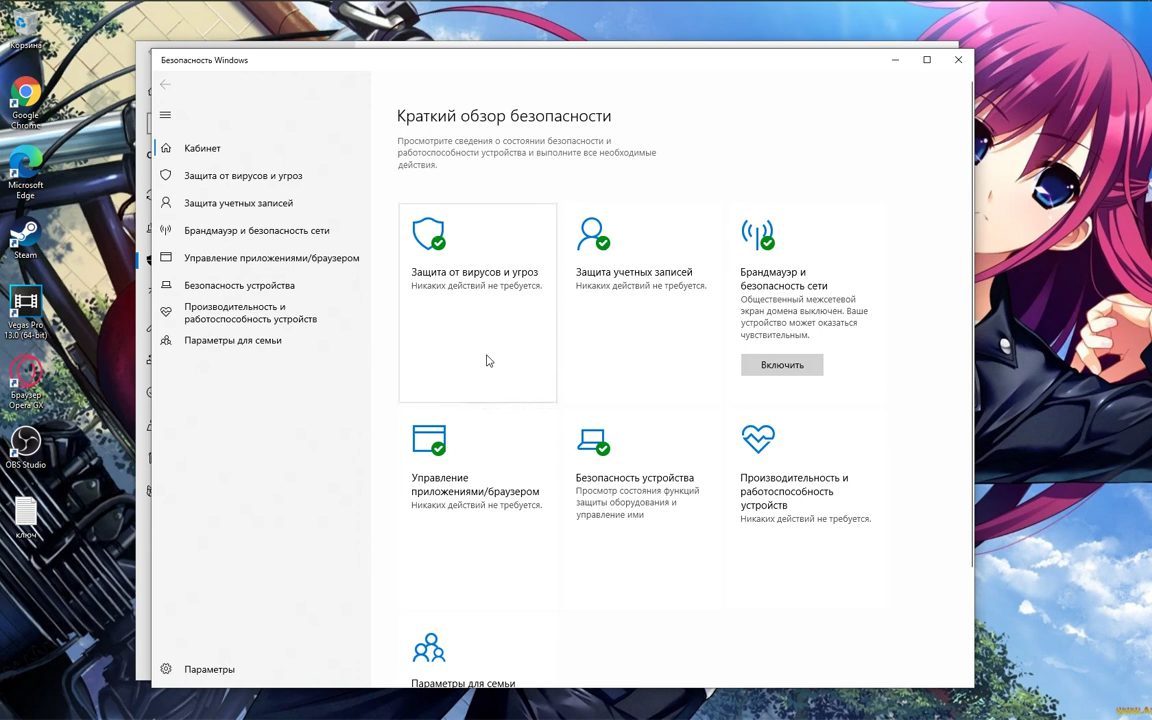 Корзина
Google
Chrome
Microsoft
Edge
Steam
Vegas Pro
13.0 (64-bit)
Браузер
Opera GX
OBS Studio
ключ
Безопасность Windows
Кабинет
Защита от вирусов и угроз
Защита учетных записей
Брандмауэр и безопасность сети
Управление приложениями/браузером
Безопасность устройства
Производительность и
работоспособность устройств
Параметры для семьи
Параметры
Краткий обзор безопасности
Просмотрите сведения о состоянии безопасности и
работоспособности устройства и выполните все необходимые
действия.
Защита от вирусов и угроз
Никаких действий не требуется.
Защита учетных записей
Никаких действий не требуется.
Брандмауэр и
безопасность сети
Общественный межсетевой
экран домена выключен. Ваше
устройство может оказаться
чувствительным.
Включить
Управление
приложениями/браузером
Никаких действий не требуется.
Безопасность устройства
Просмотр состояния функций
защиты оборудования и
управление ими
Производительность и
работоспособность
устройств
Никаких действий не требуется.
Параметры для семьи